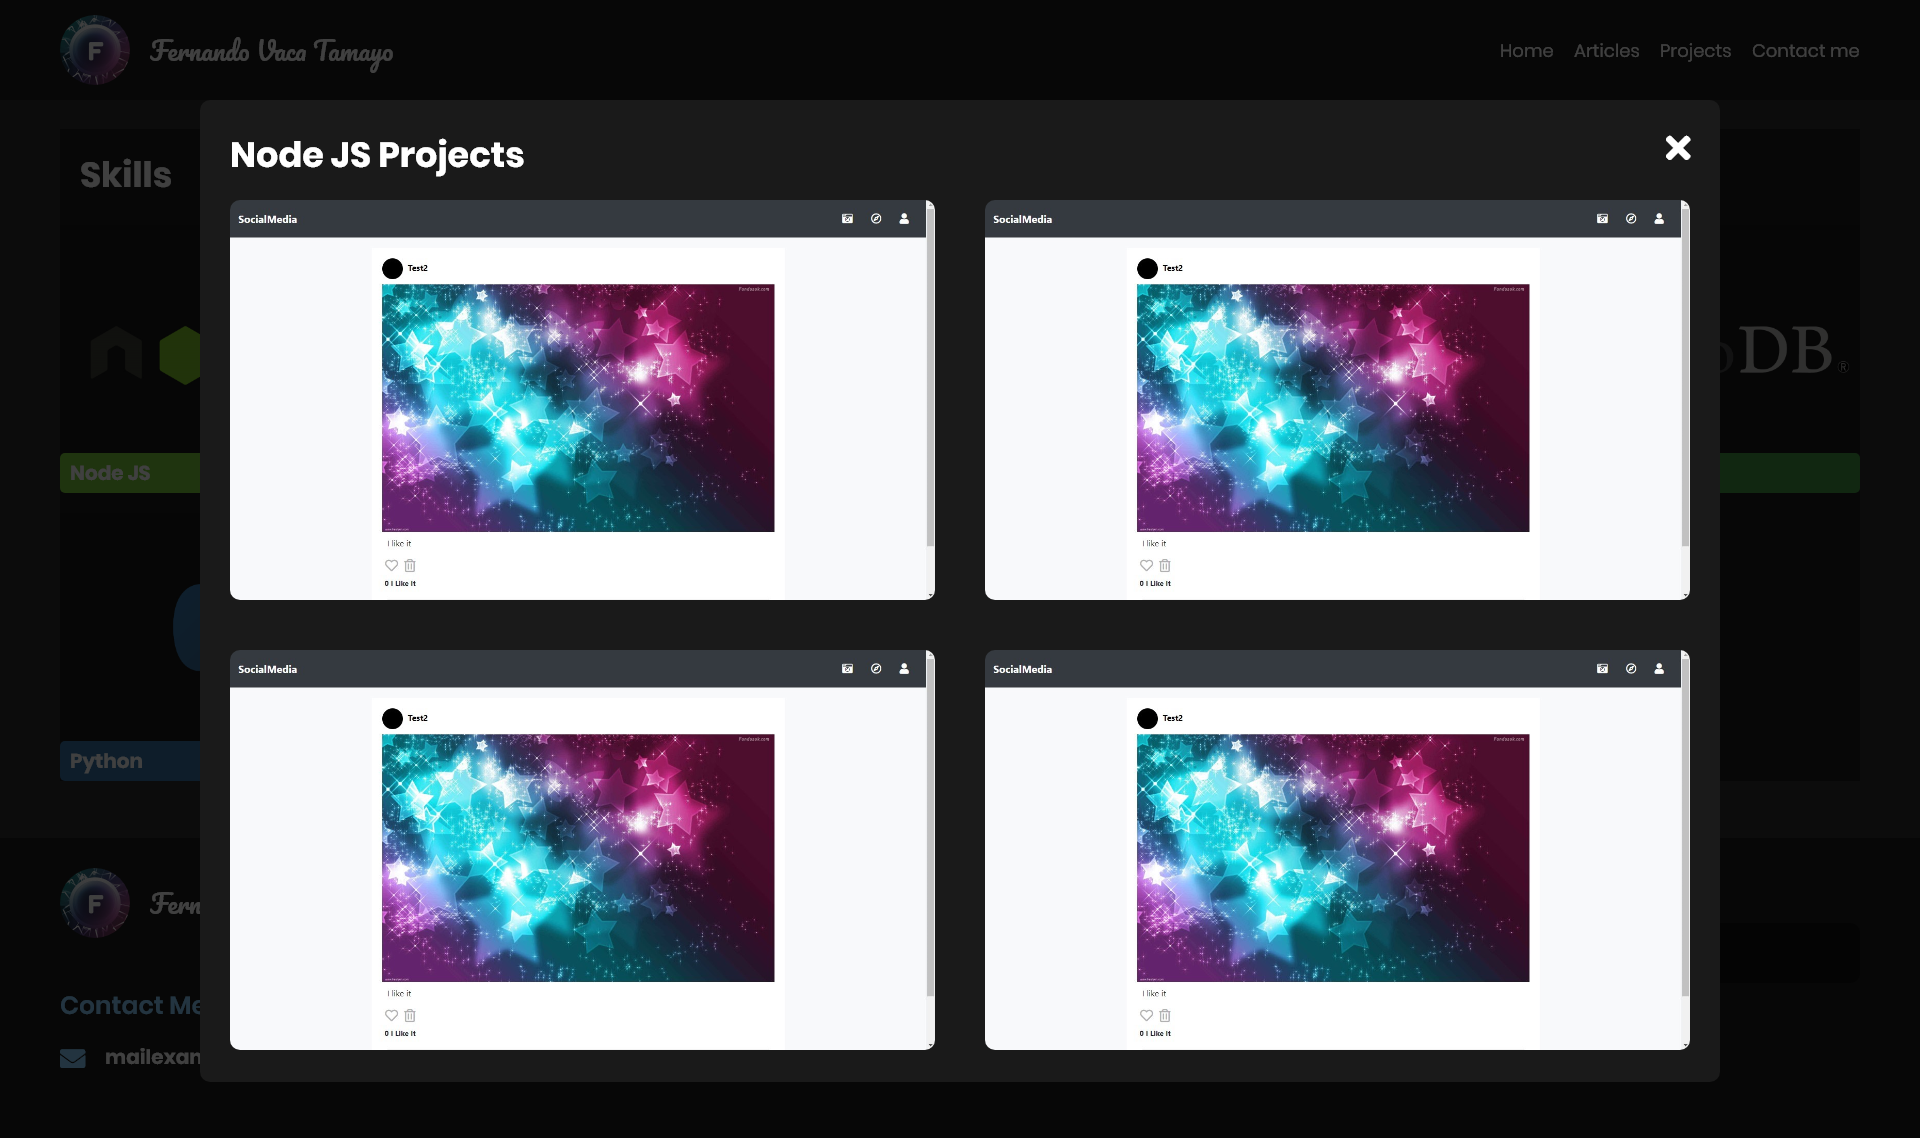 F
Fernando Vaca Tamayo
Home
Articles
Projects
Contact me
Skills
Node JS Projects
SocialMedia
Test2
I like it
0 I Like it
SocialMedia
Test2
I like it
0 I Like it
DB®
Node JS
SocialMedia
Test2
I like it
0 I Like it
SocialMedia
Test2
I like it
0 I Like it
Python
F
Fern
Contact Me
mailexam